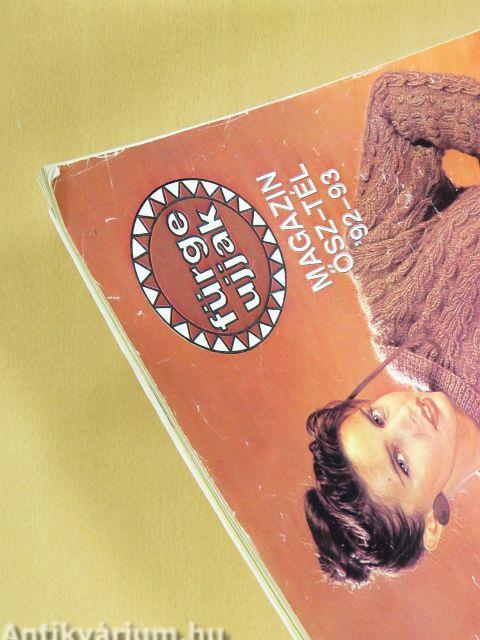 fürge
ujjak
MAGAZIN
ŐSZ-TÉL
'92-93
Antikvárium.hu